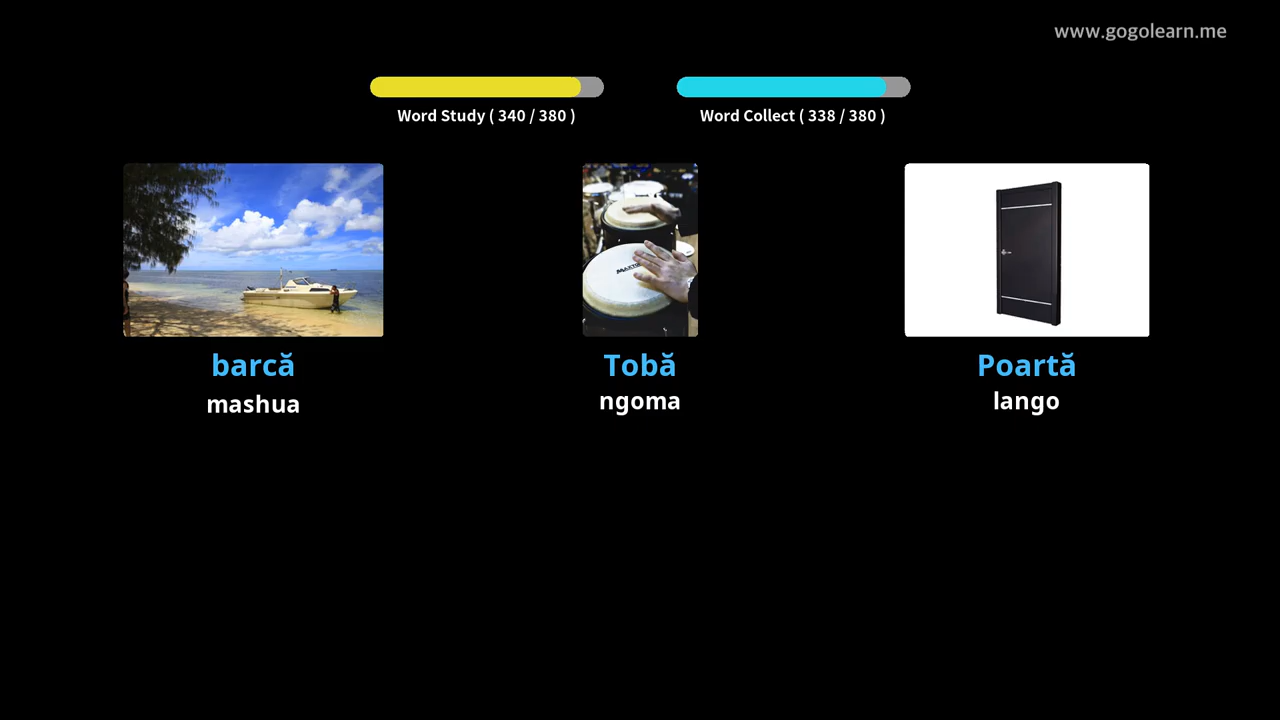 www.gogolearn.me
Word Study ( 340 / 380 )
Word Collect ( 338 / 380 )
barcă
Tobă
Poartă
mashua
ngoma
lango